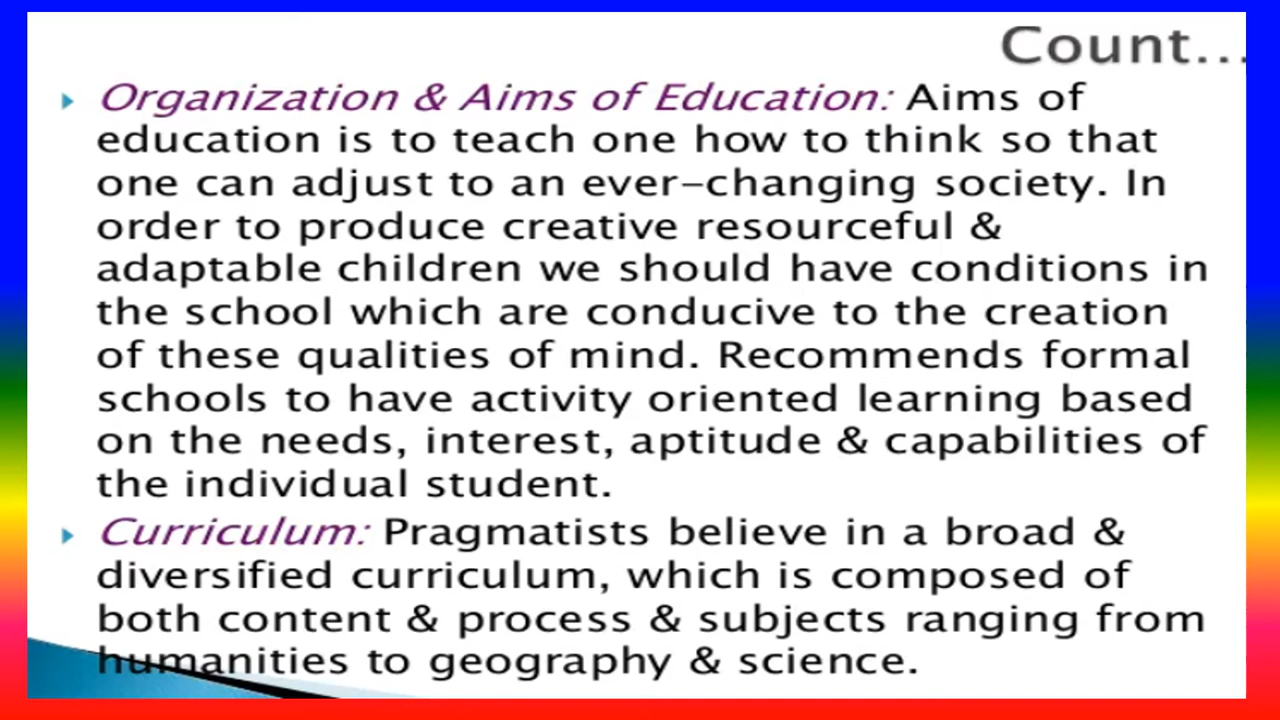 Count...
Organization & Aims of Education: Aims of
education is to teach one how to think so that
one can adjust to an ever-changing society. In
order to produce creative resourceful &
adaptable children we should have conditions in
the school which are conducive to the creation
of these qualities of mind. Recommends formal
schools to have activity oriented learning based
on the needs, interest, aptitude & capabilities of
the individual student.
Curriculum: Pragmatists believe in a broad &
diversified curriculum, which is composed of
both content & process & subjects ranging from
humanities to geography & science.